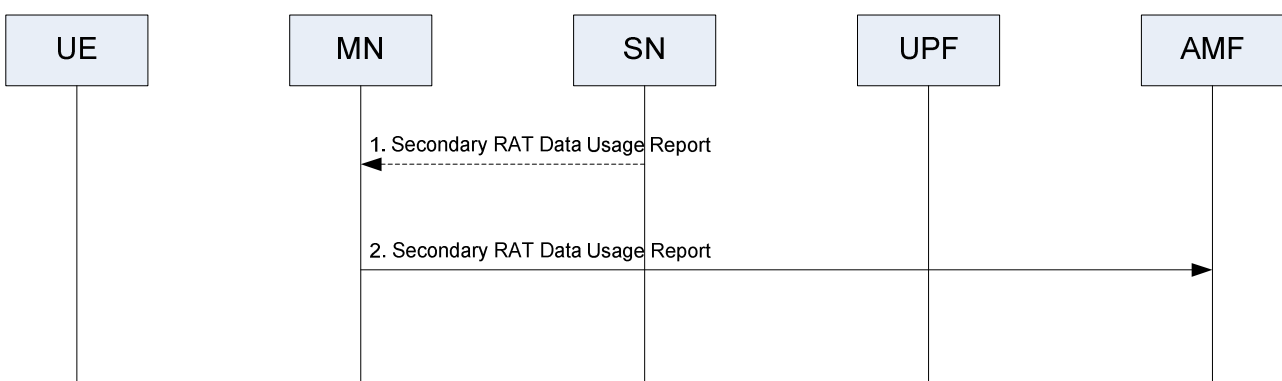 UE
MN
SN
UPF
AMF
1. Secondary RAT Data Usage Report
2. Secondary RAT Data Usage Report